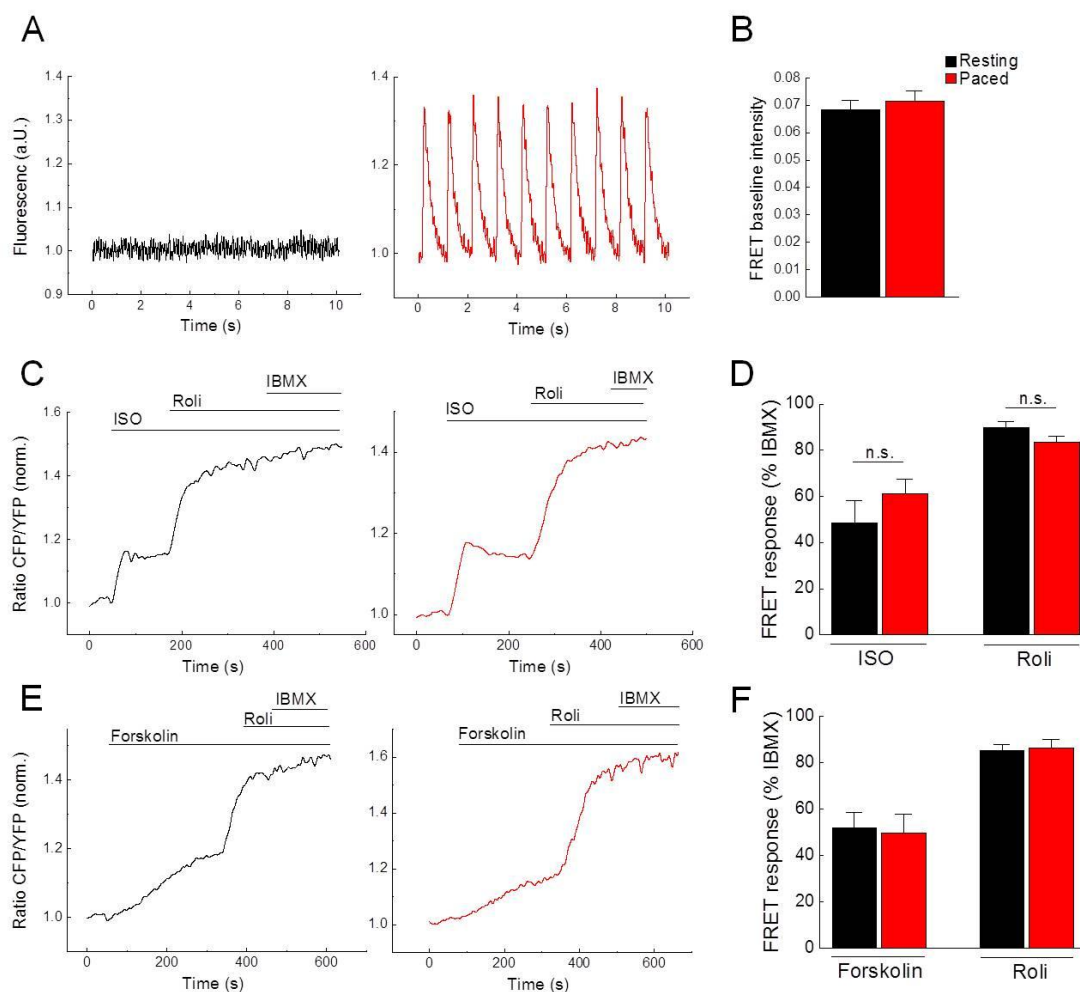 A
Fluorescenc (a.U.)
1.4
1.3
1.2
1.1
1.0
0.9
0 2 4 6 8 10
Time (s)
1.4
1.2
1.0
0 2 4 6 8 10
Time (s)
B
Resting
Paced
FRET baseline intensity
0.08
0.07
0.06
0.05
0.04
0.03
0.02
0.01
0.00
C
Ratio CFP/YFP (norm.)
1.6
1.4
1.2
1.0
IBMX
Roli
ISO
0 200 400 600
Time (s)
1.4
1.2
1.0
IBMX
Roli
ISO
0 200 400 600
Time (s)
D
FRET response (% IBMX)
100
80
60
40
20
0
n.s.
n.s.
ISO Roli
E
Ratio CFP/YFP (norm.)
1.4
1.2
1.0
IBMX
Roli
Forskolin
0 200 400 600
Time (s)
1.6
1.4
1.2
1.0
IBMX
Roli
Forskolin
0 200 400 600
Time (s)
F
FRET response (% IBMX)
100
80
60
40
20
0
Forskolin Roli